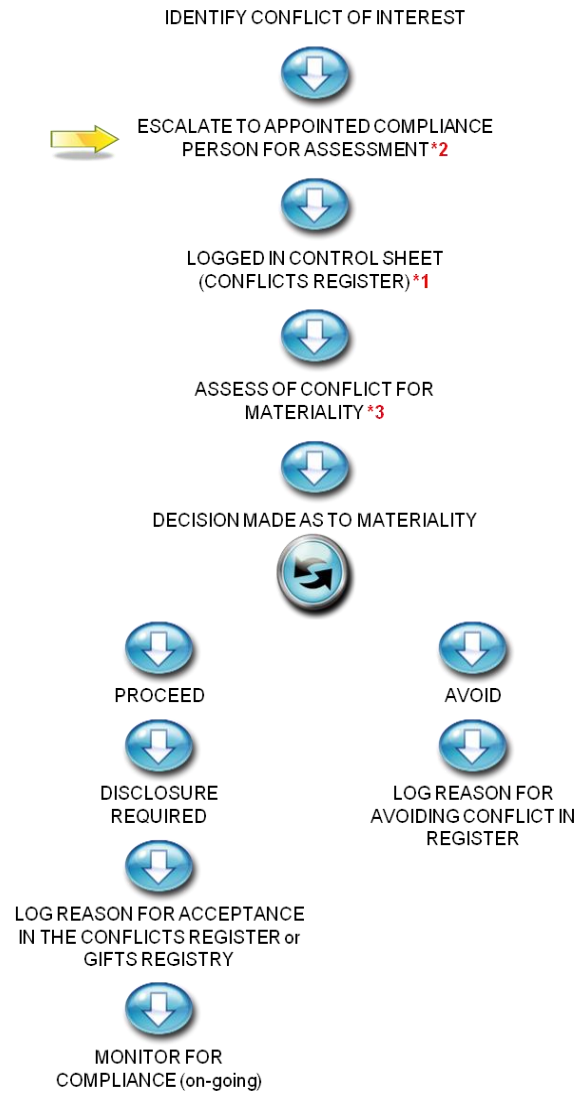 IDENTIFY CONFLICT OF INTEREST
ESCALATE TO APPOINTED COMPLIANCE
PERSON FOR ASSESSMENT *2
LOGGED IN CONTROL SHEET
(CONFLICTS REGISTER) *1
ASSESS OF CONFLICT FOR
MATERIALITY *3
DECISION MADE AS TO MATERIALITY
PROCEED
AVOID
DISCLOSURE
REQUIRED
LOG REASON FOR
AVOIDING CONFLICT IN
REGISTER
LOG REASON FOR ACCEPTANCE
IN THE CONFLICTS REGISTER or
GIFTS REGISTRY
MONITOR FOR
COMPLIANCE (on-going)